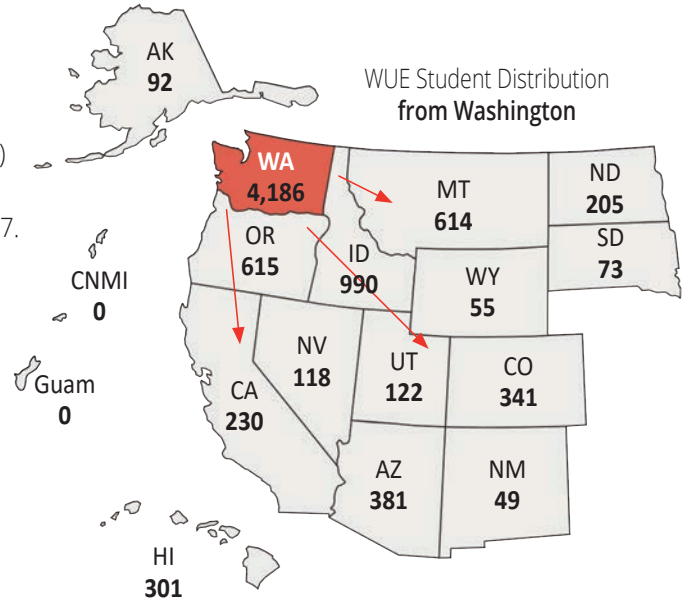 WUE Student Distribution
from Washington
AK
92
)
7.
WA
4,186
MT
614
ND
205
SD
73
OR
615
ID
990
WY
55
CNMI
0
NV
118
UT
122
CO
341
Guam
0
CA
230
AZ
381
NM
49
HI
301